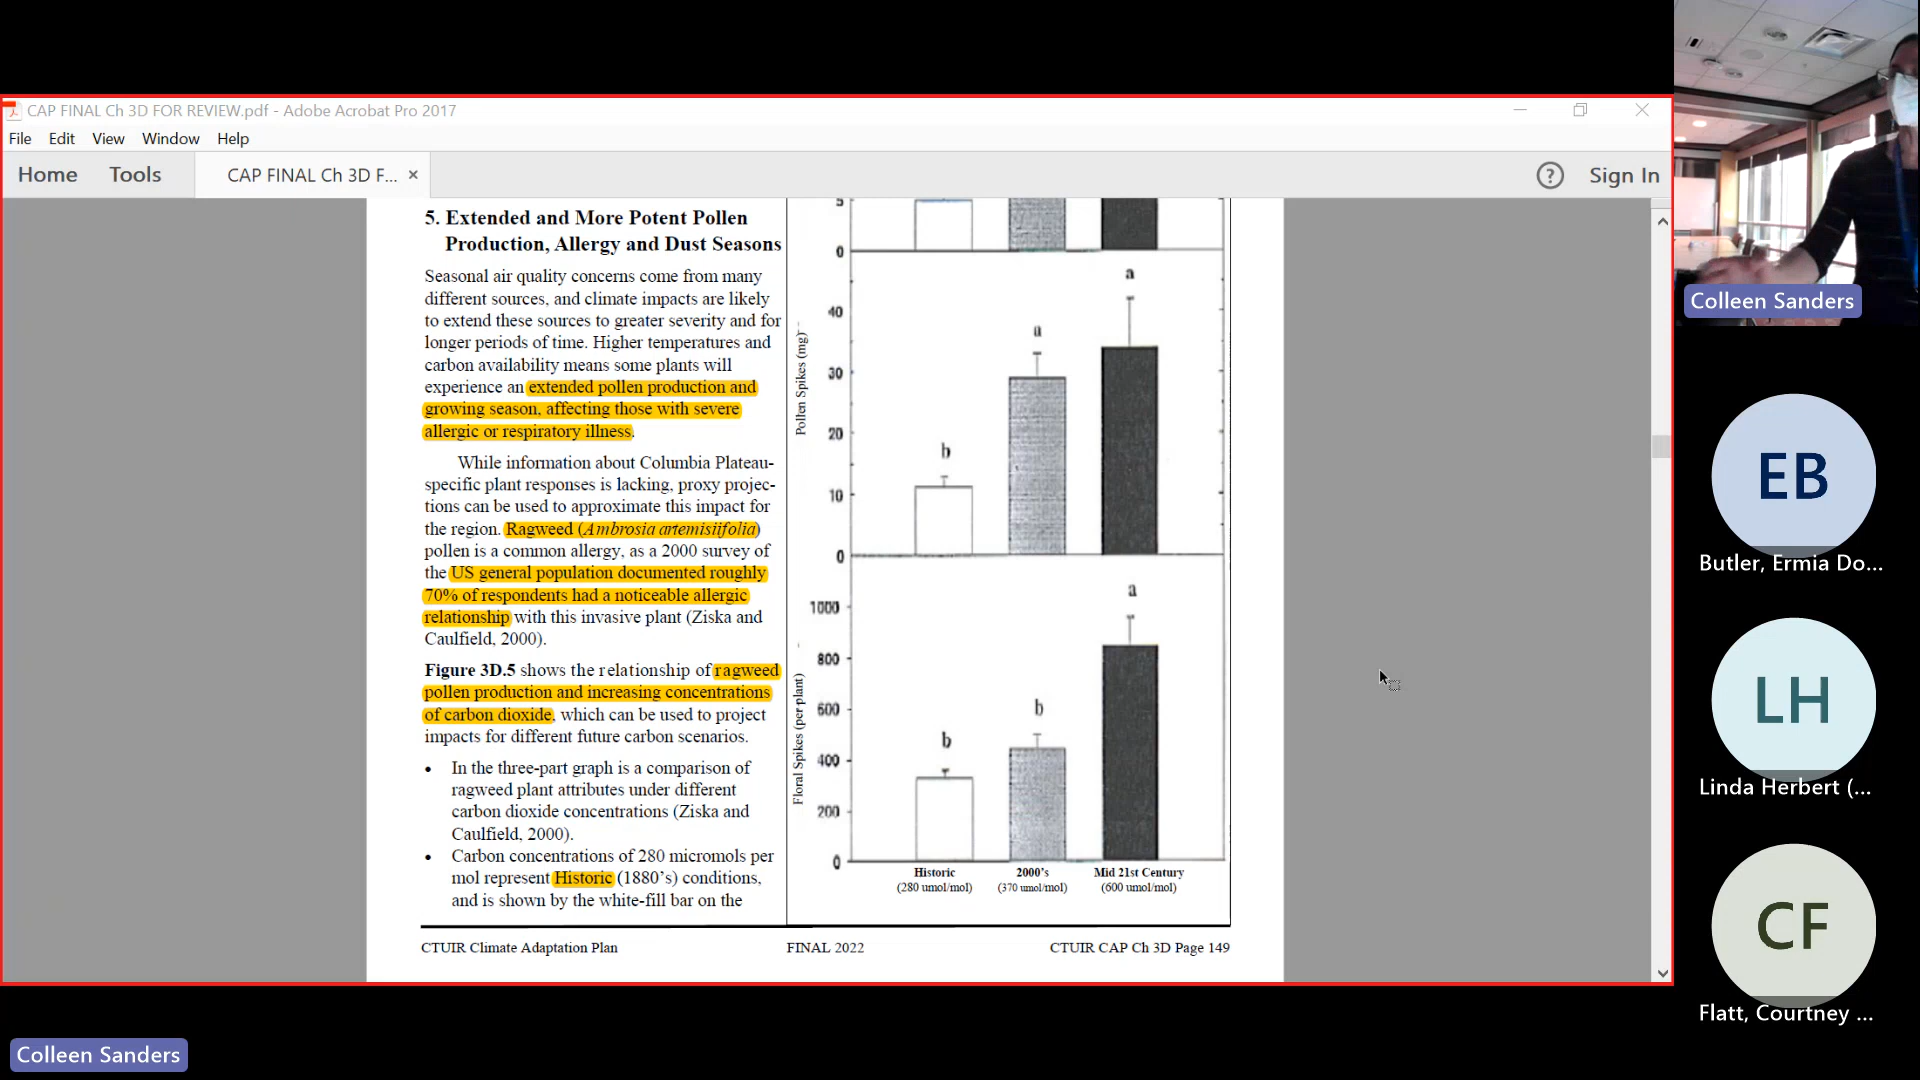 CAP FINAL Ch 3D FOR REVIEW.pdf - Adobe Acrobat Pro 2017
File Edit View Window Help
Home Tools CAP FINAL Ch 3D F... × ? Sign In
5. Extended and More Potent Pollen
Production, Allergy and Dust Seasons
Seasonal air quality concerns come from many
different sources, and climate impacts are likely
to extend these sources to greater severity and for
longer periods of time. Higher temperatures and
carbon availability means some plants will
experience an extended pollen production and
growing season, affecting those with severe
allergic or respiratory illness.
While information about Columbia Plateau-
specific plant responses is lacking, proxy projec-
tions can be used to approximate this impact for
the region. Ragweed (Ambrosia artemisiifolia)
pollen is a common allergy, as a 2000 survey of
the US general population documented roughly
70% of respondents had a noticeable allergic
relationship with this invasive plant (Ziska and
Caulfield, 2000).
Figure 3D.5 shows the relationship of ragweed
pollen production and increasing concentrations
of carbon dioxide, which can be used to project
impacts for different future carbon scenarios.
• In the three-part graph is a comparison of
ragweed plant attributes under different
carbon dioxide concentrations (Ziska and
Caulfield, 2000).
• Carbon concentrations of 280 micromols per
mol represent Historic (1880's) conditions,
and is shown by the white-fill bar on the
5
0
Pollen Spikes (mg)
40
30
20
10
0
b
a
a
Floral Spikes (per plant)
1000
800
600
400
200
0
b
b
a
Historic 2000's Mid 21st Century
(280 umol/mol) (370 umol/mol) (600 umol/mol)
CTUIR Climate Adaptation Plan FINAL 2022 CTUIR CAP Ch 3D Page 149
Colleen Sanders
EB
Butler, Ermia Do...
LH
Linda Herbert (...
CF
Flatt, Courtney ...
Colleen Sanders